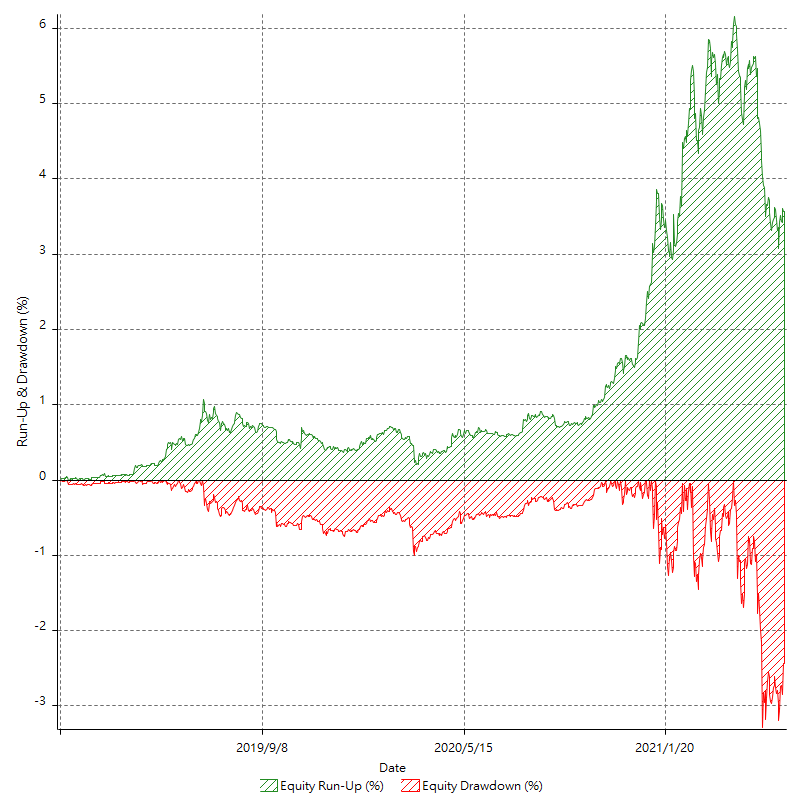 6
5
4
3
2
1
0
-1
-2
-3
Run-Up & Drawdown (%)
2019/9/8 2020/5/15 2021/1/20
Date
Equity Run-Up (%) Equity Drawdown (%)